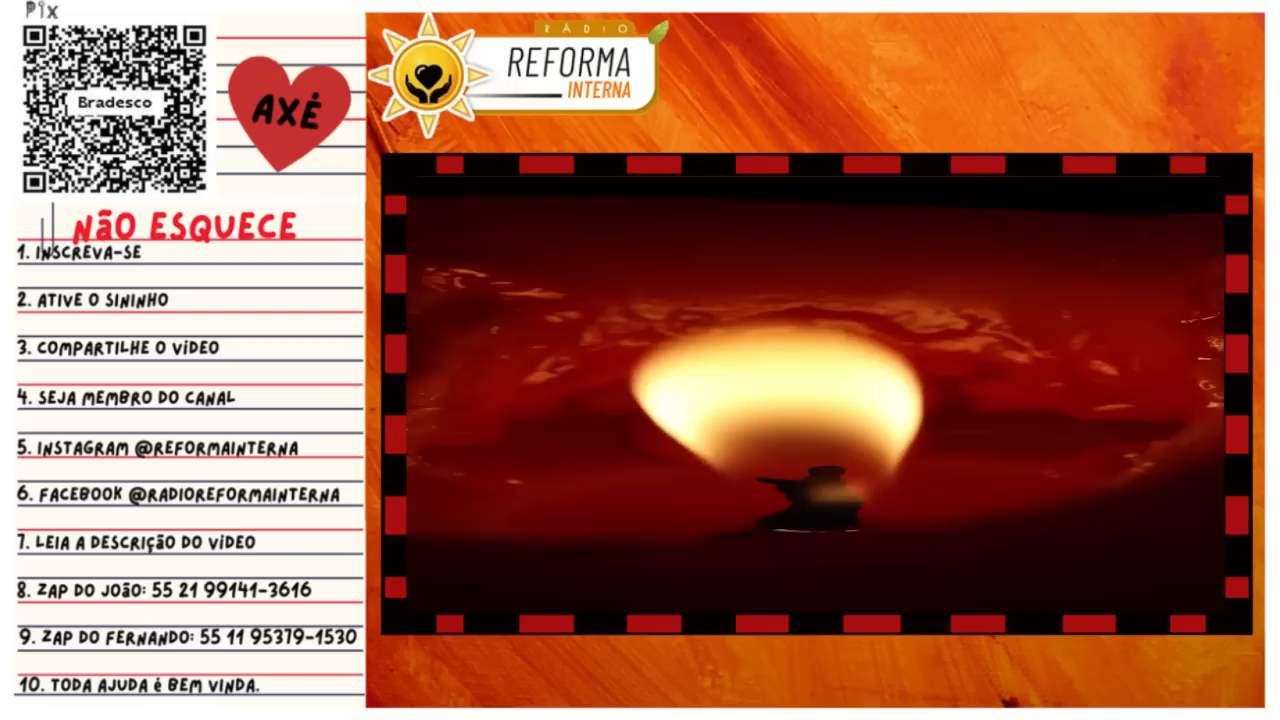 Pix
Bradesco
AXÉ
NÃO ESQUECE
1. INSCREVA-SE
2. ATIVE O SININHO
3. COMPARTILHE O VÍDEO
4. SEJA MEMBRO DO CANAL
5. INSTAGRAM @REFORMAINTERNA
6. FACEBOOK @RADIOREFORMAINTERNA
7. LEIA A DESCRIÇÃO DO VÍDEO
8. ZAP DO JOÃO: 55 21 99141-3616
9. ZAP DO FERNANDO: 55 11 95379-1530
10. TODA AJUDA É BEM VINDA.
RÁDIO
REFORMA
INTERNA